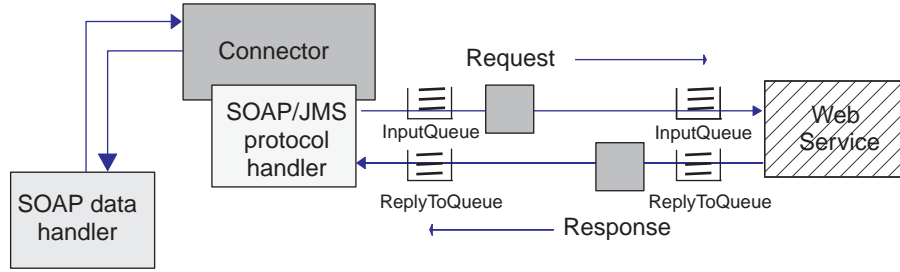 Connector
Request
SOAP/JMS
protocol
handler
InputQueue
InputQueue
Web
Service
ReplyToQueue
ReplyToQueue
SOAP data
handler
Response